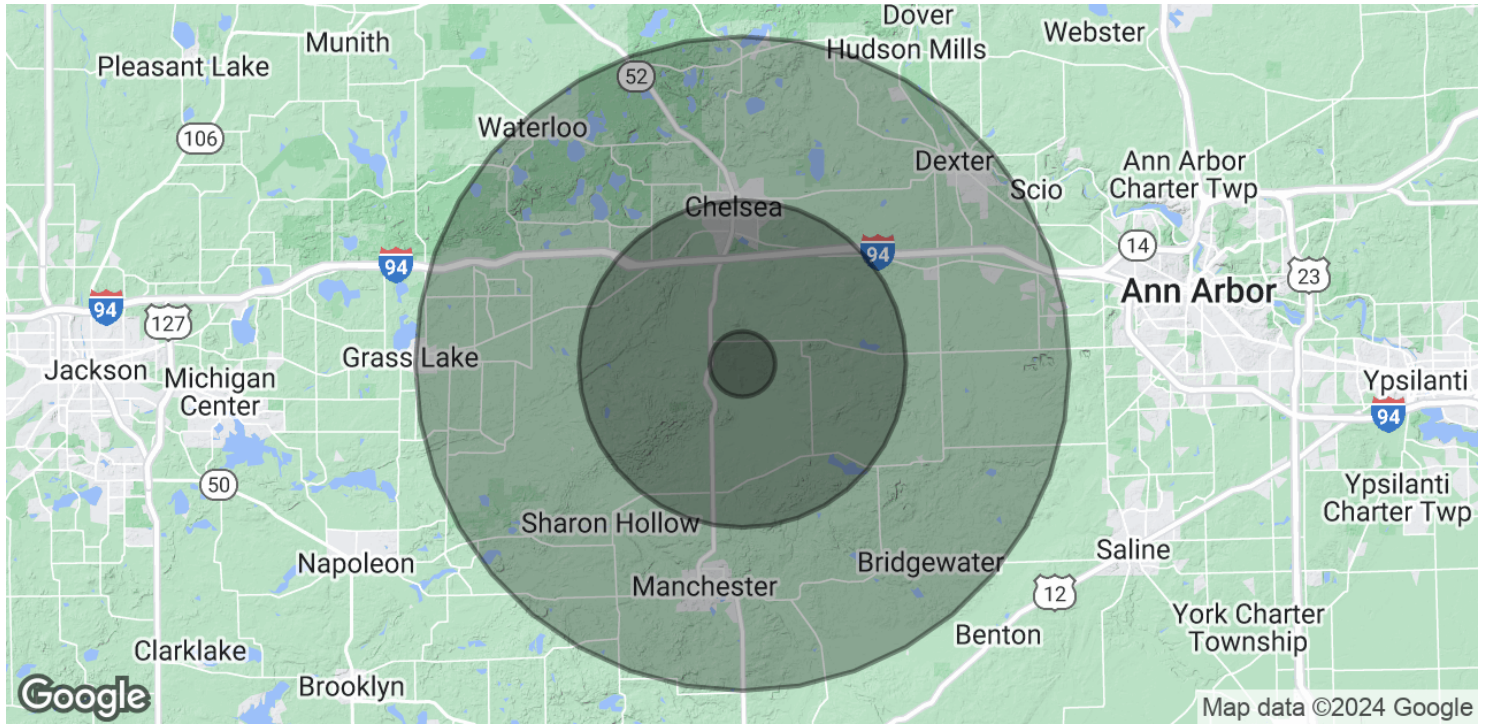 Dover
Munith
Webster
Hudson Mills
Pleasant Lake
52
106
Waterloo
Dexter
Ann Arbor
Charter Twp
Scio
Chelsea
14
94
94
23
Ann Arbor
94
127
Grass Lake
Jackson
Michigan
Center
Ypsilanti
94
50
Ypsilanti
Charter Twp
Sharon Hollow
Saline
Napoleon
Bridgewater
Manchester
12
York Charter
Township
Benton
Clarklake
Brooklyn
Google
Map data ©2024 Google